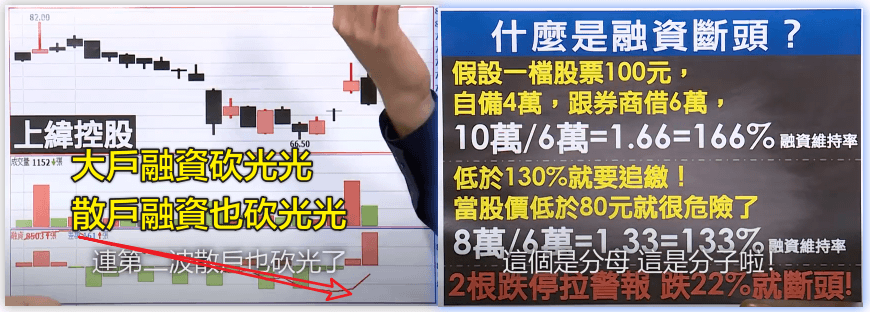 82.00
66.50
上緯控股
成交量 1152張
大戶融資砍光光
散戶融資也砍光光
連第二波散戶也砍光了
什麼是融資斷頭？
假設一檔股票100元，
自備4萬，跟券商借6萬，
10萬/6萬=1.66=166% 融資維持率
低於130%就要追繳！
當股價低於80元就很危險了
8萬/6萬=1.33=133% 融資維持率
這個是分母 這是分子啦！
2根跌停拉警報 跌22%就斷頭!